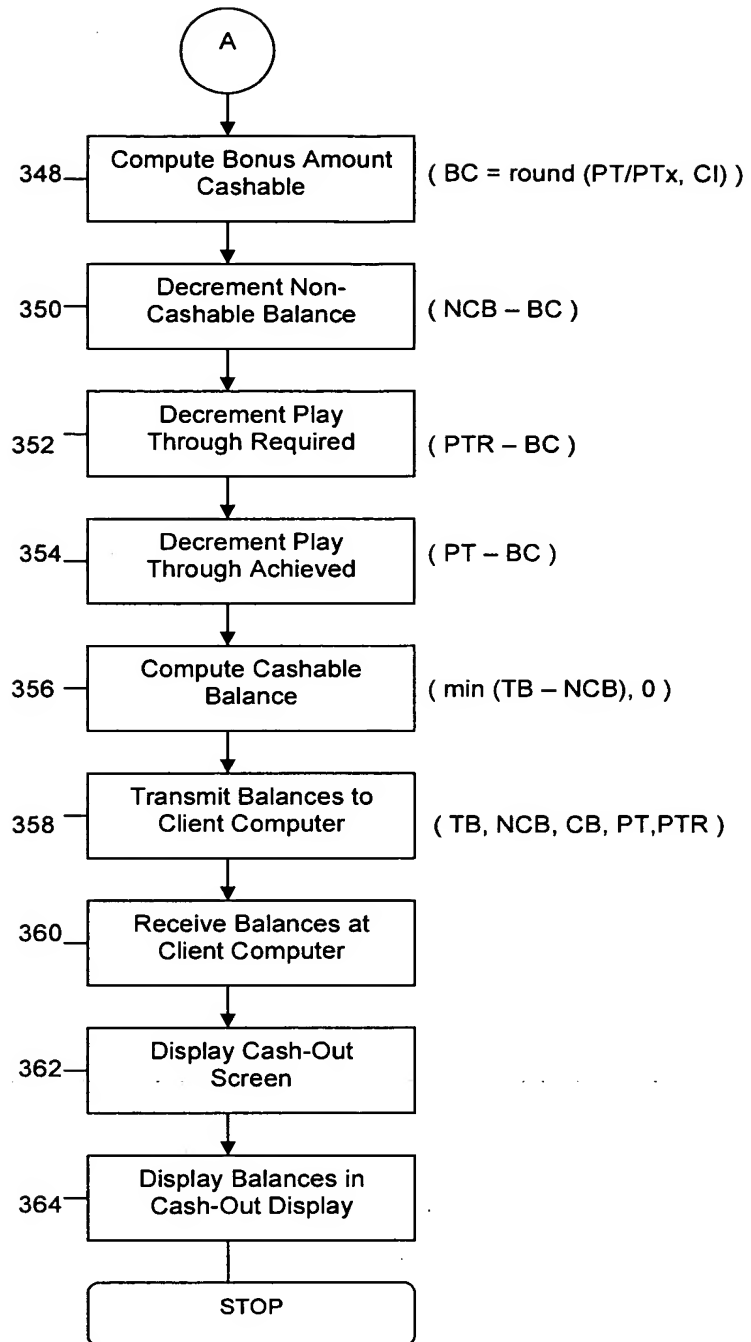 A
348
Compute Bonus Amount
Cashable
( BC = round (PT/PTx, CI) )
350
Decrement Non-
Cashable Balance
( NCB – BC )
352
Decrement Play
Through Required
( PTR – BC )
354
Decrement Play
Through Achieved
( PT – BC )
356
Compute Cashable
Balance
( min (TB – NCB), 0 )
358
Transmit Balances to
Client Computer
( TB, NCB, CB, PT,PTR )
360
Receive Balances at
Client Computer
362
Display Cash-Out
Screen
364
Display Balances in
Cash-Out Display
STOP